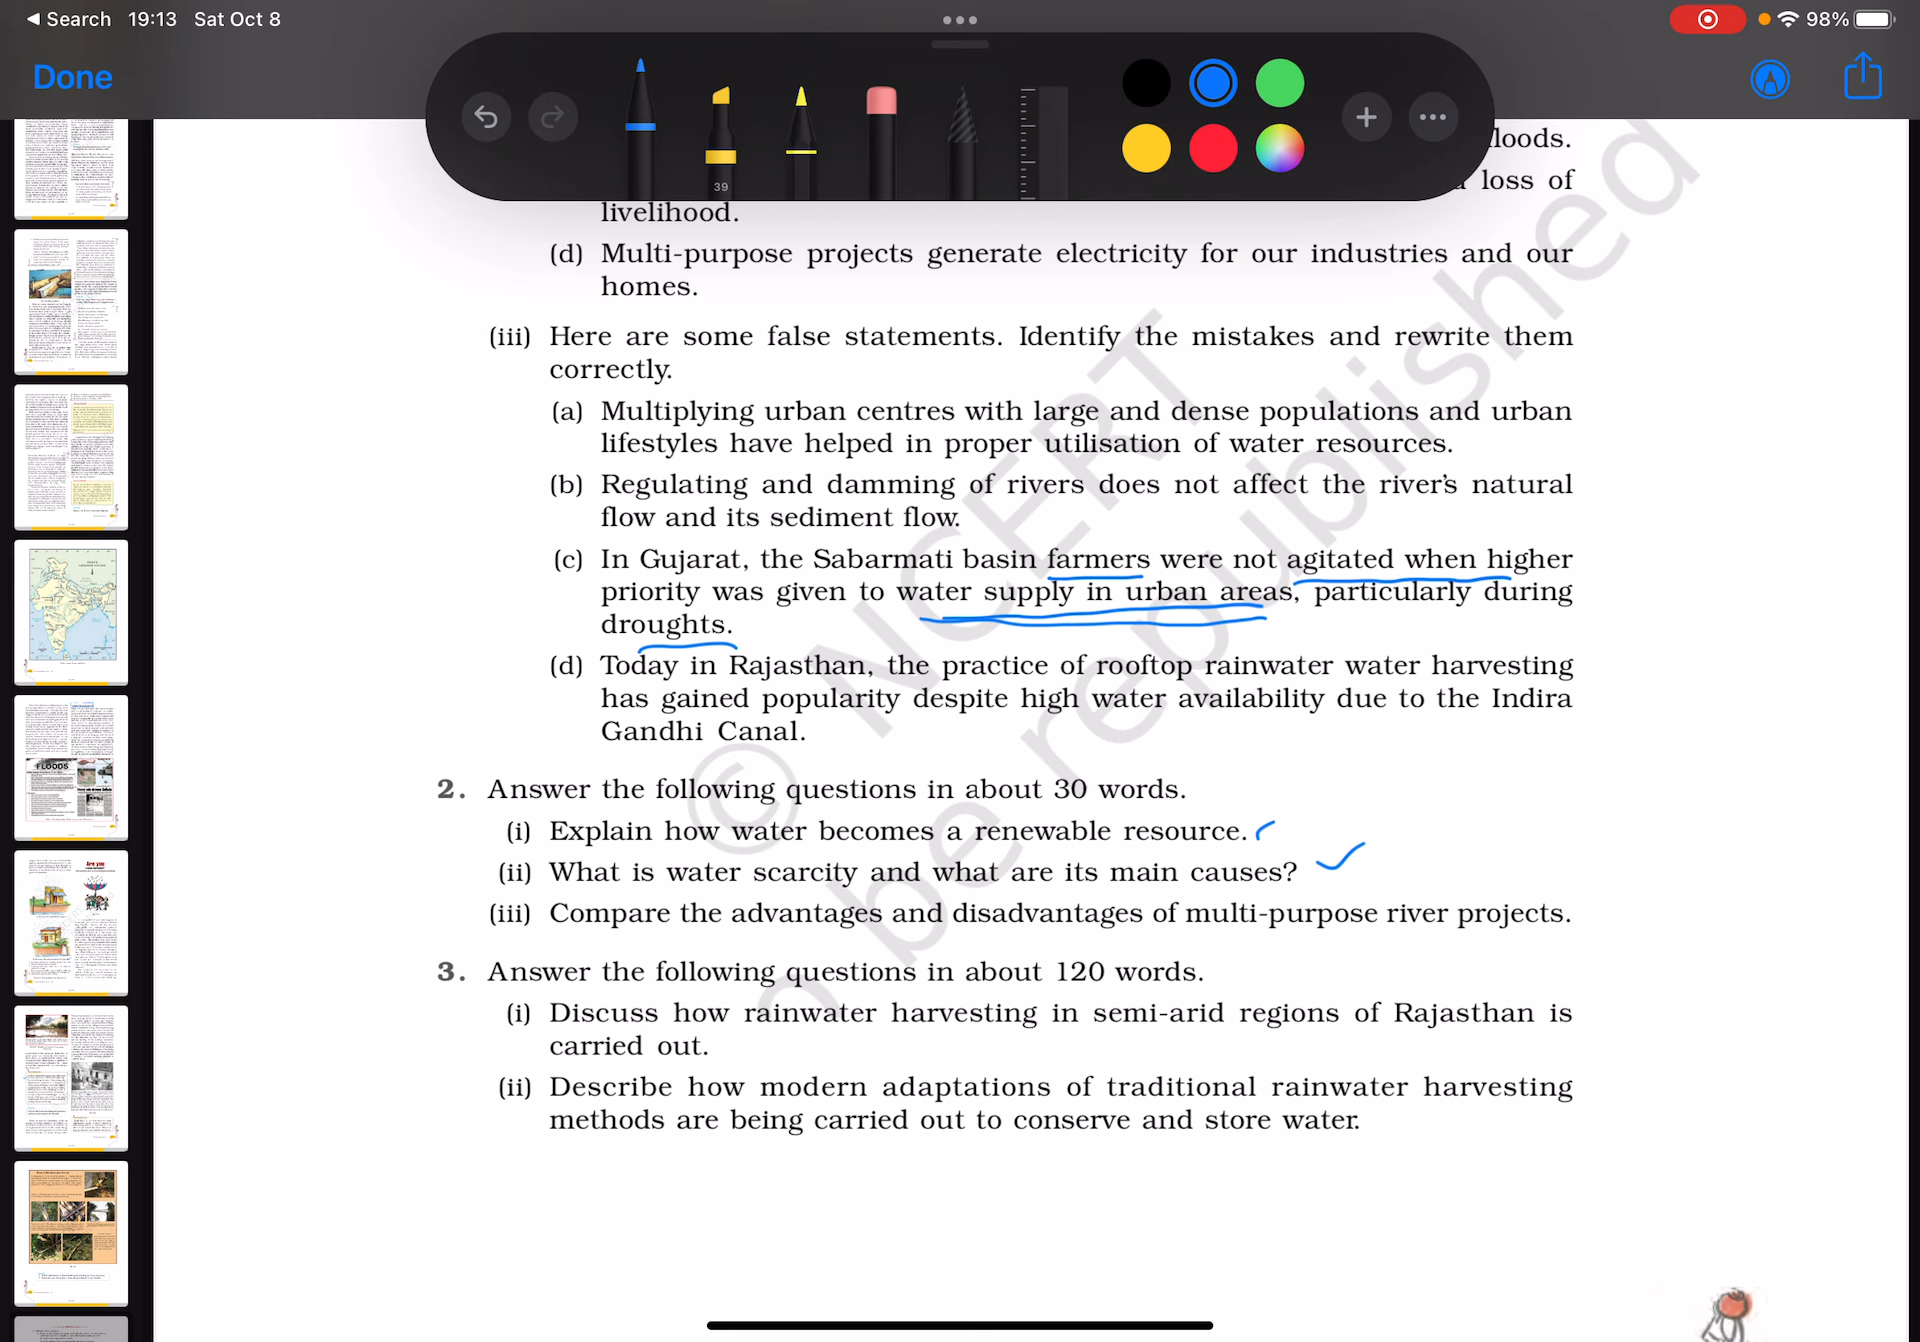 Search 19:13 Sat Oct 8
98%
Done
39
loods.
loss of
livelihood.
(d) Multi-purpose projects generate electricity for our industries and our
homes.
(iii) Here are some false statements. Identify the mistakes and rewrite them
correctly.
(a) Multiplying urban centres with large and dense populations and urban
lifestyles have helped in proper utilisation of water resources.
(b) Regulating and damming of rivers does not affect the river's natural
flow and its sediment flow.
(c) In Gujarat, the Sabarmati basin farmers were not agitated when higher
priority was given to water supply in urban areas, particularly during
droughts.
(d) Today in Rajasthan, the practice of rooftop rainwater water harvesting
has gained popularity despite high water availability due to the Indira
Gandhi Canal.
2. Answer the following questions in about 30 words.
(i) Explain how water becomes a renewable resource.
(ii) What is water scarcity and what are its main causes?
(iii) Compare the advantages and disadvantages of multi-purpose river projects.
3. Answer the following questions in about 120 words.
(i) Discuss how rainwater harvesting in semi-arid regions of Rajasthan is
carried out.
(ii) Describe how modern adaptations of traditional rainwater harvesting
methods are being carried out to conserve and store water.
© NCERT
be republished
FLOODS
Are you